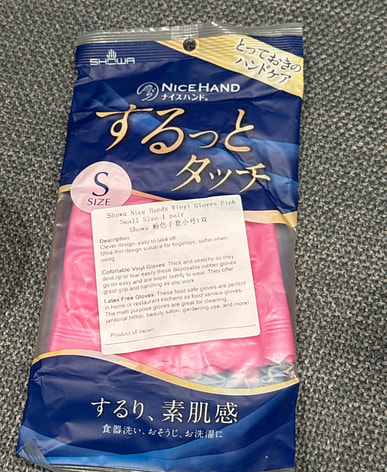 SHOWA
とっておきの
ハンドケア
NICEHAND
ナイスハンド®
するっと
タッチ
S
SIZE
Showa Nice Hands Vinyl Gloves Pink
Small Size 1 pair
Showa 粉色手套小号1双
Description
Clever design, easy to take off
Ultra thin design suitable for fingertips, softer when
using
Cofortable Vinyl Gloves: Thick and stretchy so they
dont rip or tear easily these disposable rubber gloves
go on easy and are super comfy to wear. They offer
great grip and handling as you work
Latex Free Gloves: These food safe gloves are perfect
in home or restaurant kitchens as food service gloves.
The multi purpose gloves are great for cleaning,
janitorial,tattoo, beauty salon, gardening use, and more!
Product of Japan
するり、素肌感
食器洗い、おそうじ、お洗濯に